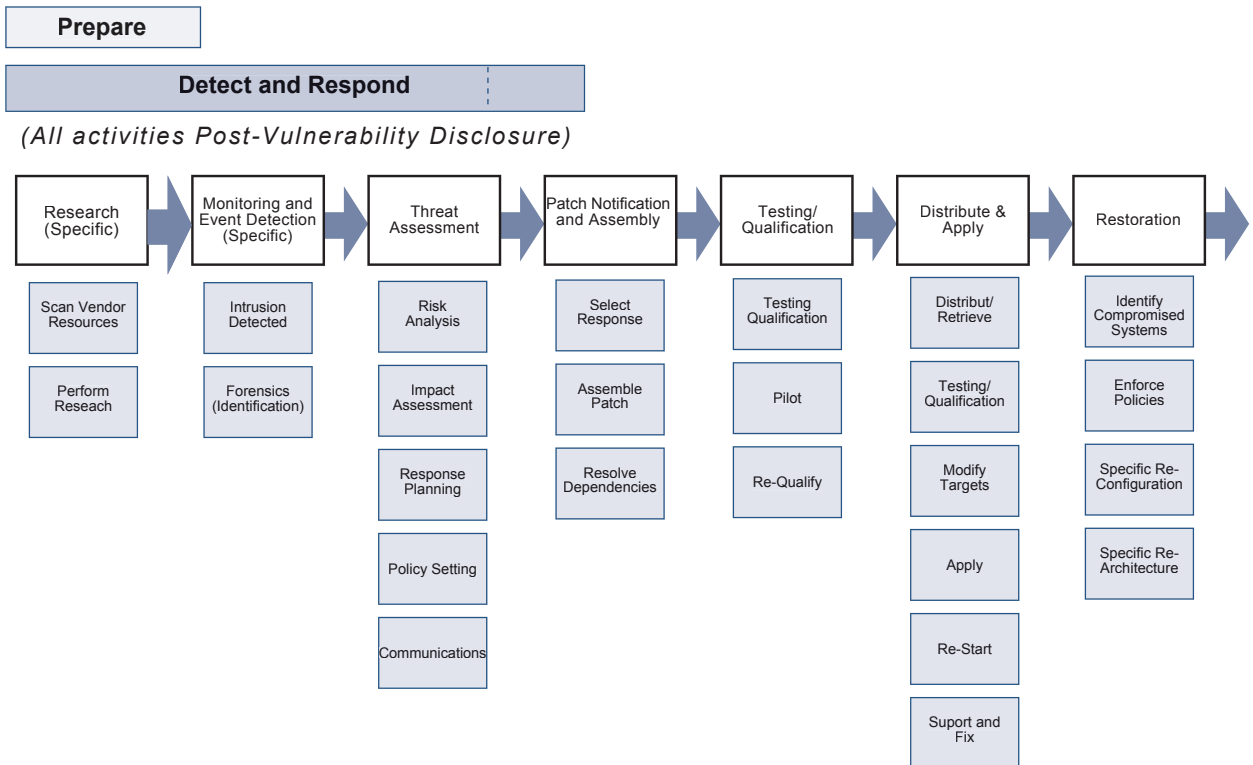 Prepare
Detect and Respond
(All activities Post-Vulnerability Disclosure)
Research
(Specific)
Monitoring and
Event Detection
(Specific)
Threat
Assessment
Patch Notification
and Assembly
Testing/
Qualification
Distribute &
Apply
Restoration
Scan Vendor
Resources
Perform
Reseach
Intrusion
Detected
Forensics
(Identification)
Risk
Analysis
Impact
Assessment
Response
Planning
Policy Setting
Communications
Select
Response
Assemble
Patch
Resolve
Dependencies
Testing
Qualification
Pilot
Re-Qualify
Distribut/
Retrieve
Testing/
Qualification
Modify
Targets
Apply
Re-Start
Suport and
Fix
Identify
Compromised
Systems
Enforce
Policies
Specific Re-
Configuration
Specific Re-
Architecture